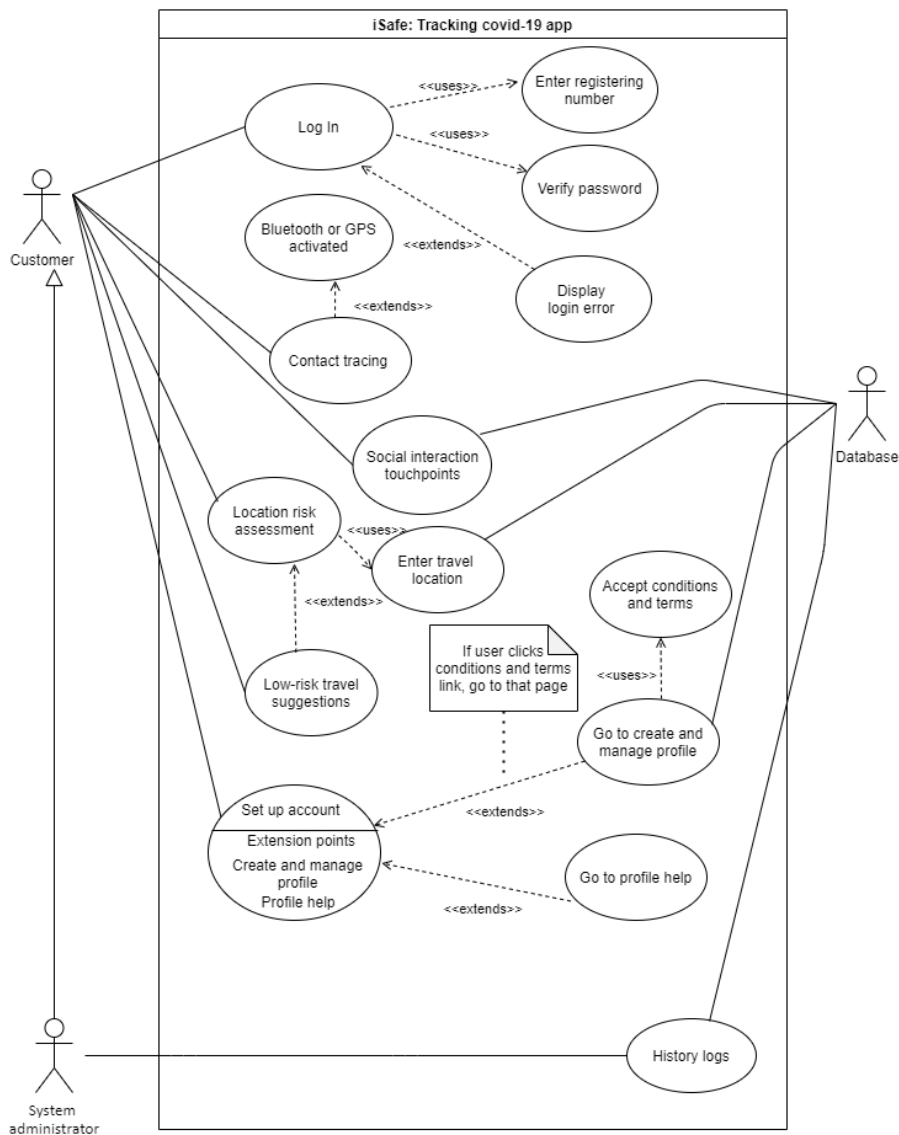 iSafe: Tracking covid-19 app
Enter registering
number
<<uses>>
Log In
<<uses>>
Verify password
Customer
Bluetooth or GPS
activated
<<extends>>
Display
login error
<<extends>>
Contact tracing
Social interaction
touchpoints
Database
Location risk
assessment
<<uses>>
Enter travel
location
Accept conditions
and terms
<<extends>>
If user clicks
conditions and terms
link, go to that page
<<uses>>
Low-risk travel
suggestions
Go to create and
manage profile
Set up account
<<extends>>
Extension points
Create and manage
profile
Profile help
Go to profile help
<<extends>>
History logs
System
administrator